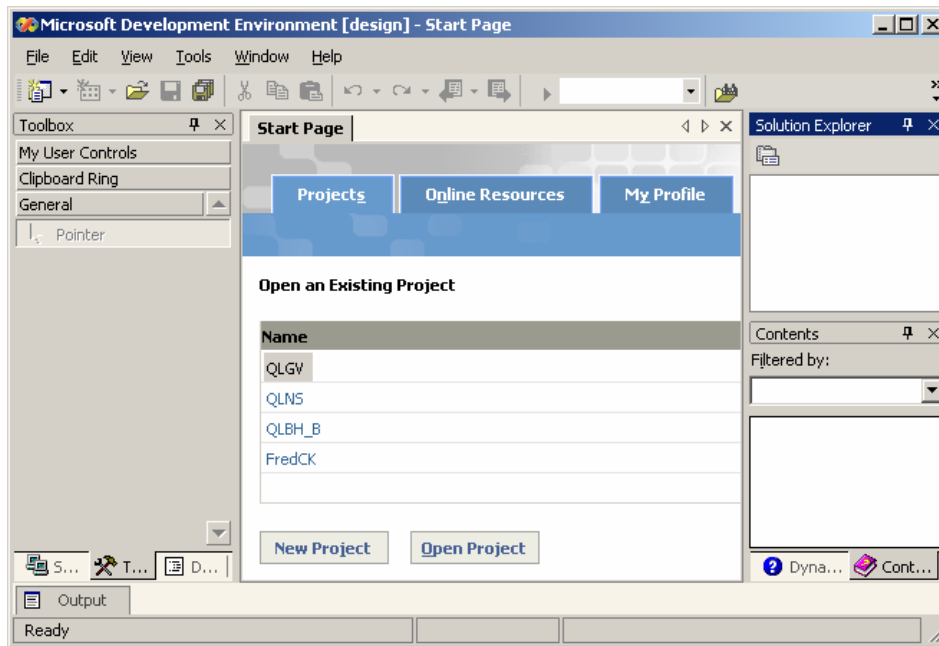 Microsoft Development Environment [design] - Start Page
File Edit View Tools Window Help
Toolbox
My User Controls
Clipboard Ring
General
Pointer
S... T... D...
Start Page
Projects Online Resources My Profile
Open an Existing Project
Name
QLGV
QLNS
QLBH_B
FredCK
New Project Open Project
Solution Explorer
Contents
Filtered by:
Dyna... Cont...
Output
Ready